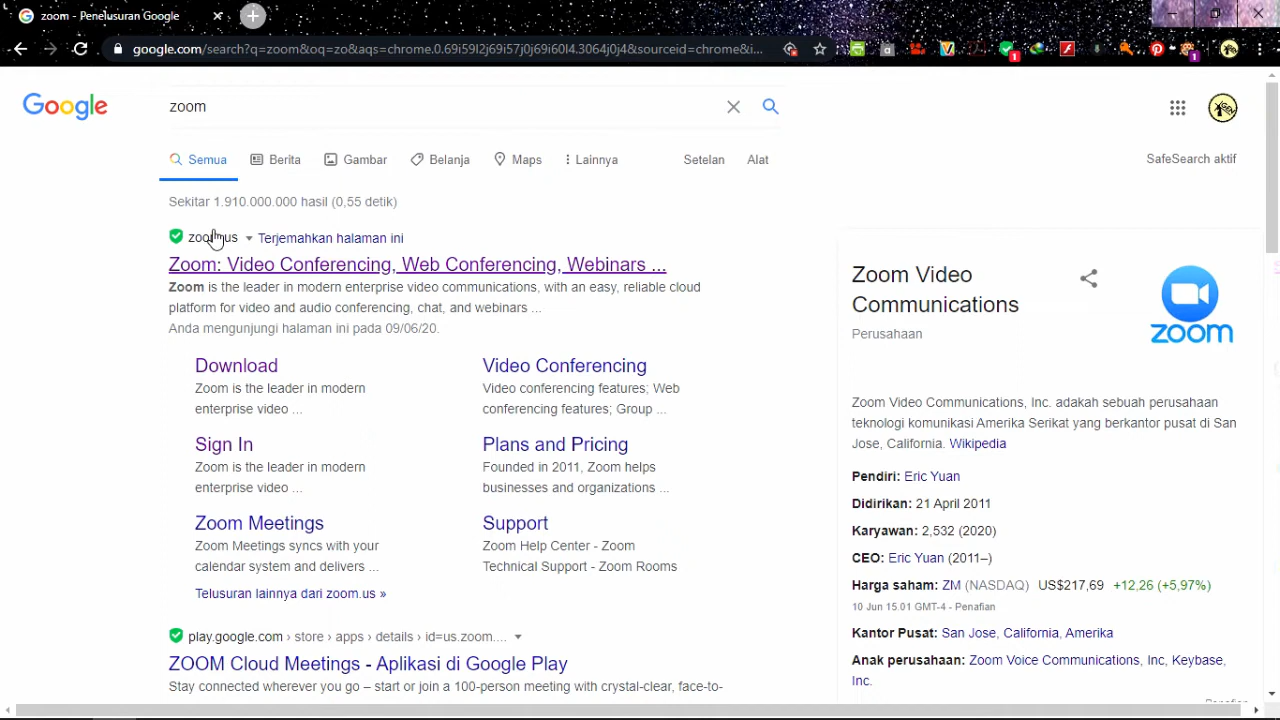 zoom - Penelusuran Google
google.com/search?q=zoom&oq=zo&aqs=chrome.0.69i59l2j69i57j0j69i60l4.3064j0j4&sourceid=chrome&i...
1
1
Google
zoom
Semua Berita Gambar Belanja Maps Lainnya Setelan Alat
SafeSearch aktif
Sekitar 1.910.000.000 hasil (0,55 detik)
zoom.us Terjemahkan halaman ini
Zoom: Video Conferencing, Web Conferencing, Webinars ...
Zoom is the leader in modern enterprise video communications, with an easy, reliable cloud
platform for video and audio conferencing, chat, and webinars ...
Anda mengunjungi halaman ini pada 09/06/20.
Download
Zoom is the leader in modern
enterprise video ...
Video Conferencing
Video conferencing features; Web
conferencing features; Group ...
Sign In
Zoom is the leader in modern
enterprise video ...
Plans and Pricing
Founded in 2011, Zoom helps
businesses and organizations ...
Zoom Meetings
Zoom Meetings syncs with your
calendar system and delivers ...
Support
Zoom Help Center - Zoom
Technical Support - Zoom Rooms
Telusuran lainnya dari zoom.us »
play.google.com › store › apps › details › id=us.zoom....
ZOOM Cloud Meetings - Aplikasi di Google Play
Stay connected wherever you go – start or join a 100-person meeting with crystal-clear, face-to-
Zoom Video
Communications
Perusahaan
zoom
Zoom Video Communications, Inc. adakah sebuah perusahaan
teknologi komunikasi Amerika Serikat yang berkantor pusat di San
Jose, California. Wikipedia
Pendiri: Eric Yuan
Didirikan: 21 April 2011
Karyawan: 2,532 (2020)
CEO: Eric Yuan (2011–)
Harga saham: ZM (NASDAQ) US$217,69 +12,26 (+5,97%)
10 Jun 15.01 GMT-4 - Penafian
Kantor Pusat: San Jose, California, Amerika
Anak perusahaan: Zoom Voice Communications, Inc, Keybase,
Inc.